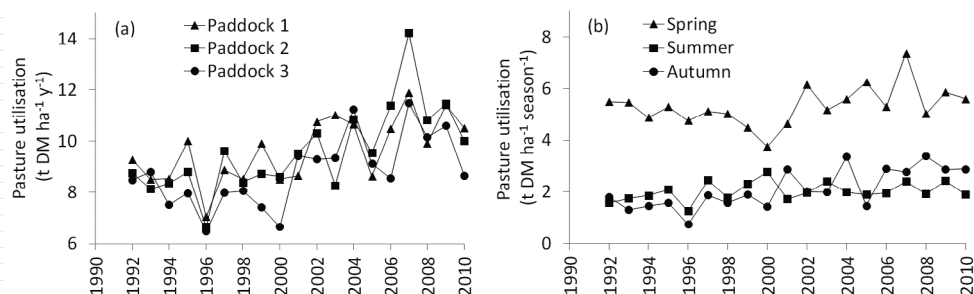 (a)
Paddock 1
Paddock 2
Paddock 3
Pasture utilisation
(t DM ha⁻¹ y⁻¹)
14
12
10
8
6
1990
1992
1994
1996
1998
2000
2002
2004
2006
2008
2010
(b)
Spring
Summer
Autumn
Pasture utilisation
(t DM ha⁻¹ season⁻¹)
8
6
4
2
0
1990
1992
1994
1996
1998
2000
2002
2004
2006
2008
2010